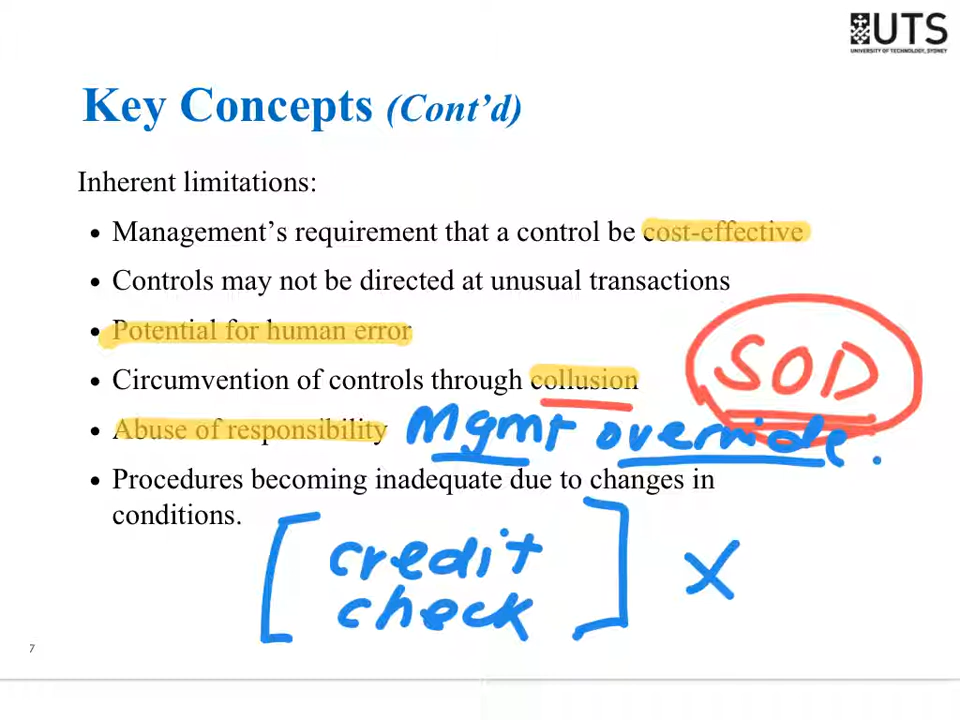 UTS
UNIVERSITY OF TECHNOLOGY, SYDNEY
Key Concepts (Cont’d)
Inherent limitations:
• Management’s requirement that a control be cost-effective
• Controls may not be directed at unusual transactions
• Potential for human error
• Circumvention of controls through collusion
SOD
• Abuse of responsibility Mgmt override.
• Procedures becoming inadequate due to changes in
conditions.
[credit
check] X
7